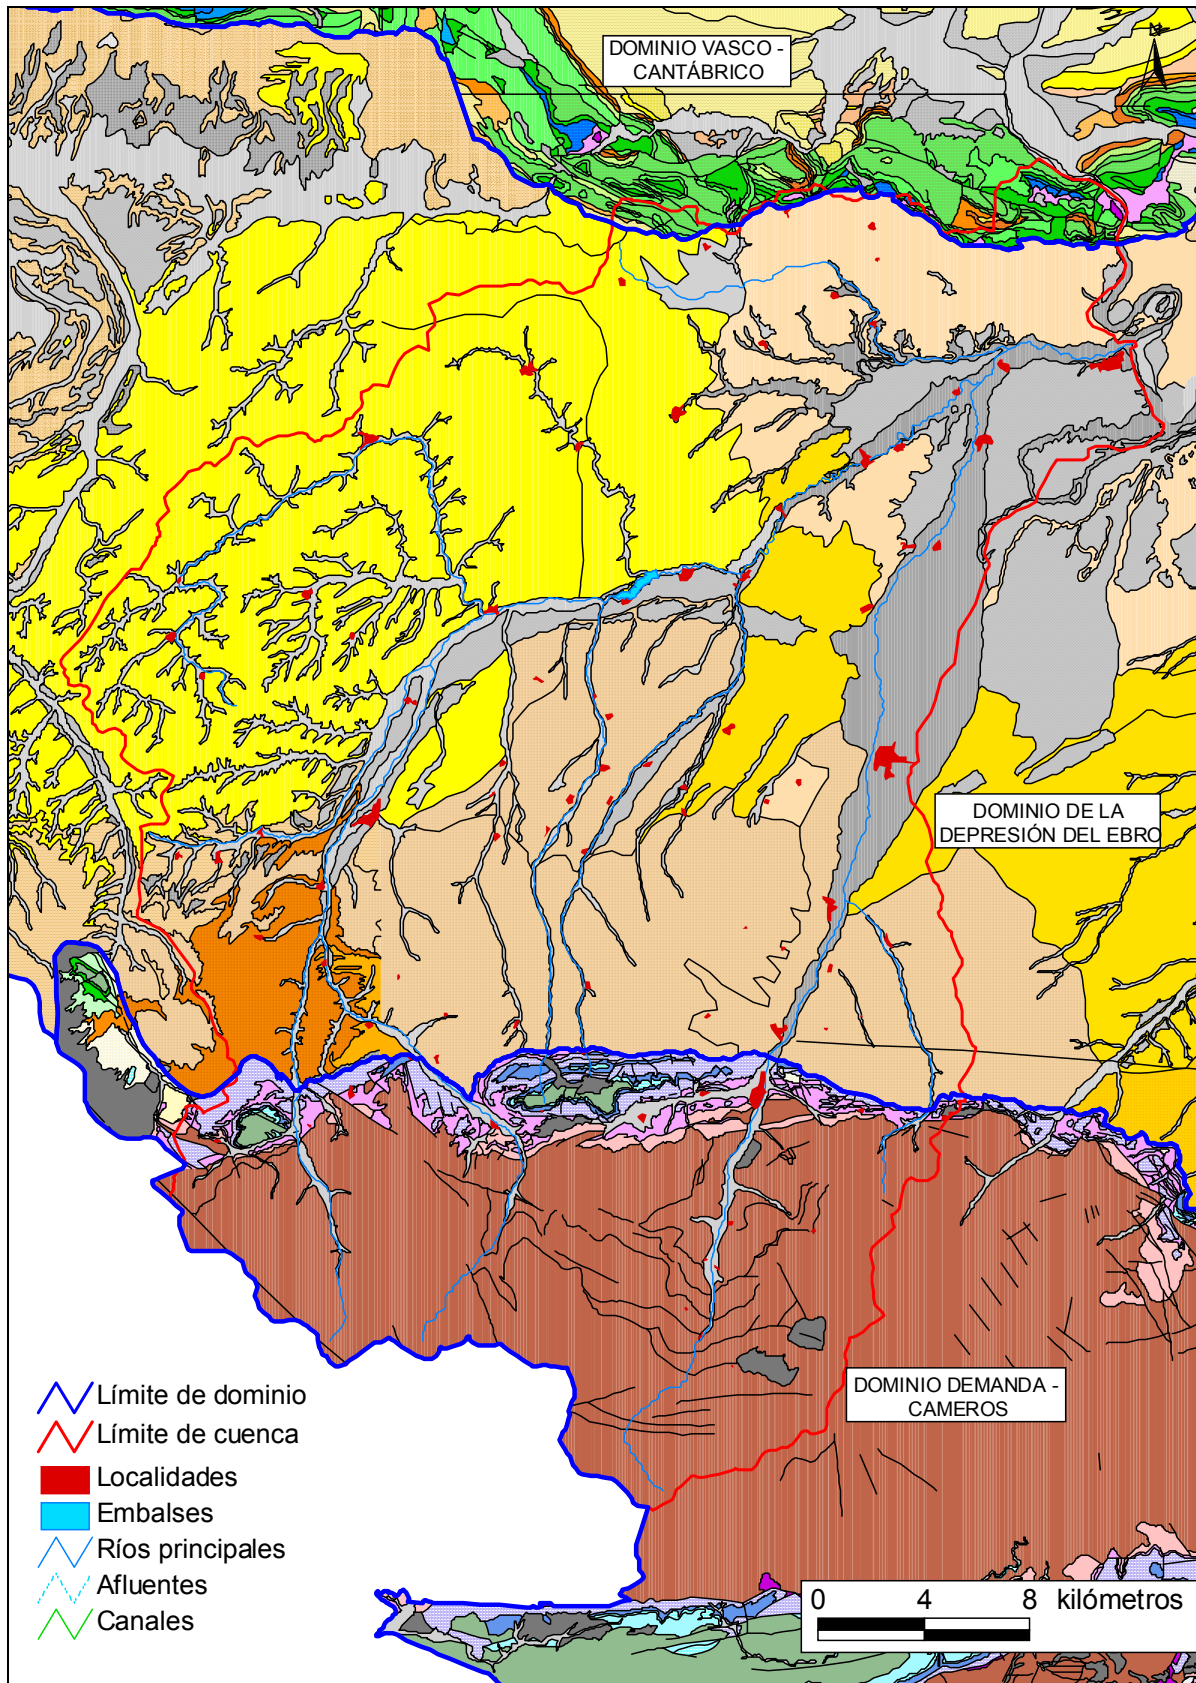 DOMINIO VASCO -
CANTÁBRICO
DOMINIO DE LA
DEPRESIÓN DEL EBRO
DOMINIO DEMANDA -
CAMEROS
Límite de dominio
Límite de cuenca
Localidades
Embalses
Ríos principales
Afluentes
Canales
0 4 8 kilómetros